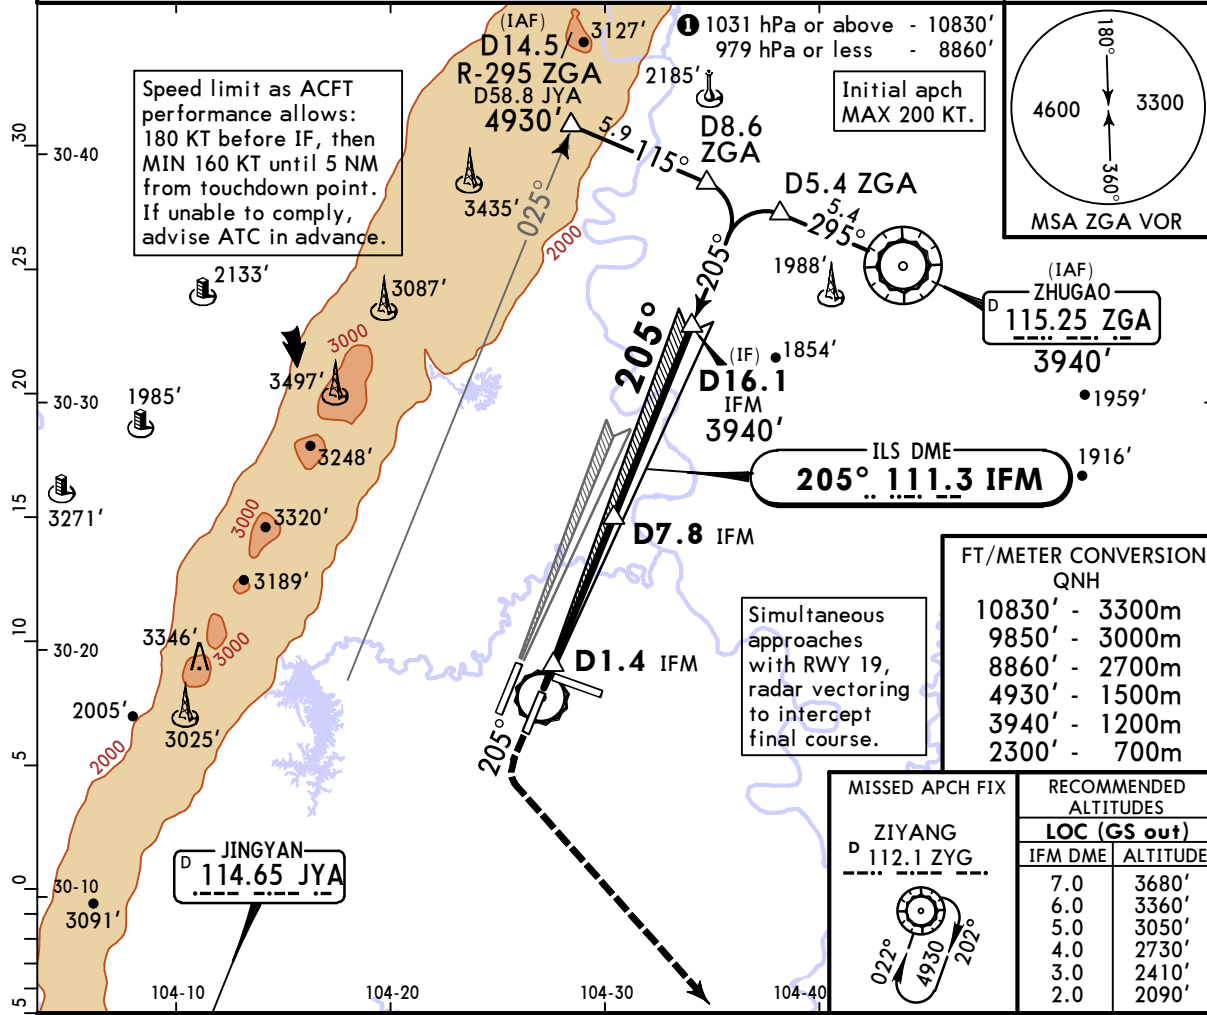 (IAF)
D14.5
R-295 ZGA
D58.8 JYA
4930'
3127'
❶ 1031 hPa or above - 10830'
979 hPa or less - 8860'
2185'
Initial apch
MAX 200 KT.
180°
4600
3300
360°
MSA ZGA VOR
Speed limit as ACFT
performance allows:
180 KT before IF, then
MIN 160 KT until 5 NM
from touchdown point.
If unable to comply,
advise ATC in advance.
30
30-40
3435'
025°
2000
5.9
115°
D8.6
ZGA
D5.4 ZGA
5.4
295°
205°
1988'
(IAF)
ZHUGAO
D
115.25 ZGA
3940'
25
2133'
3087'
3000
3497'
205°
(IF)
D16.1
IFM
3940'
1854'
1959'
20
30-30
1985'
3248'
ILS DME
205° 111.3 IFM
1916'
3271'
15
3000
3320'
D7.8 IFM
3189'
FT/METER CONVERSION
QNH
10830' - 3300m
9850' - 3000m
8860' - 2700m
4930' - 1500m
3940' - 1200m
2300' - 700m
Simultaneous
approaches
with RWY 19,
radar vectoring
to intercept
final course.
10
30-20
3346'
3000
D1.4 IFM
2005'
3025'
2000
205°
5
MISSED APCH FIX
ZIYANG
D
112.1 ZYG
022°
4930
202°
RECOMMENDED
ALTITUDES
LOC (GS out)
IFM DME ALTITUDE
7.0 3680'
6.0 3360'
5.0 3050'
4.0 2730'
3.0 2410'
2.0 2090'
JINGYAN
D
114.65 JYA
0
30-10
3091'
5
104-10
104-20
104-30
104-40